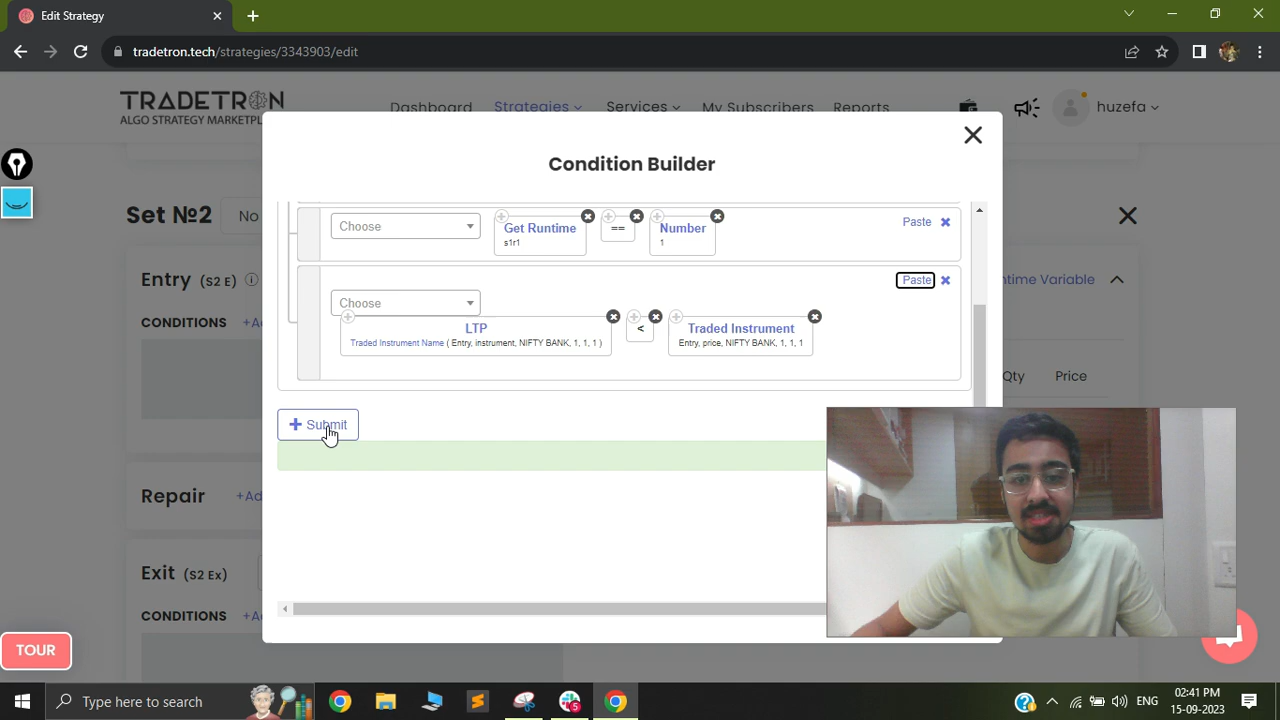 Edit Strategy
tradetron.tech/strategies/3343903/edit
TRADETRON
ALGO STRATEGY MARKETPL
Dashboard
Strategies
Services
My Subscribers
Reports
huzefa
Condition Builder
Set №2
No
Choose
Get Runtime
s1r1
==
Number
1
Paste
Entry (S2 E)
ntime Variable
Paste
CONDITIONS +A
Choose
LTP
Traded Instrument Name ( Entry, instrument, NIFTY BANK, 1, 1, 1 )
<
Traded Instrument
Entry, price, NIFTY BANK, 1, 1, 1
Qty
Price
+ Submit
Repair +Ad
Exit (S2 Ex)
CONDITIONS +A
TOUR
Type here to search
5
ENG
02:41 PM
15-09-2023